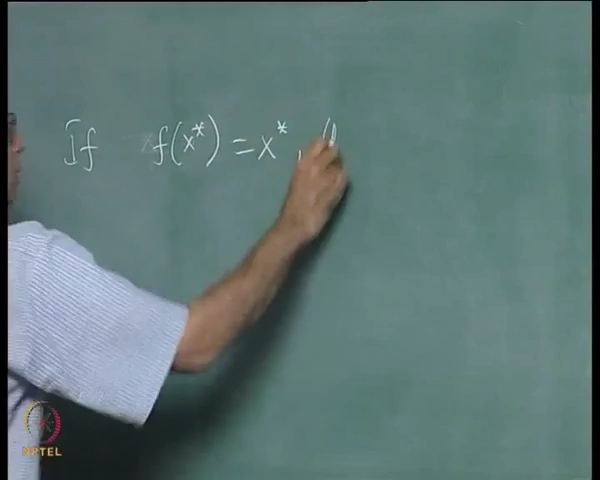 If f(x*) = x*,
NPTEL